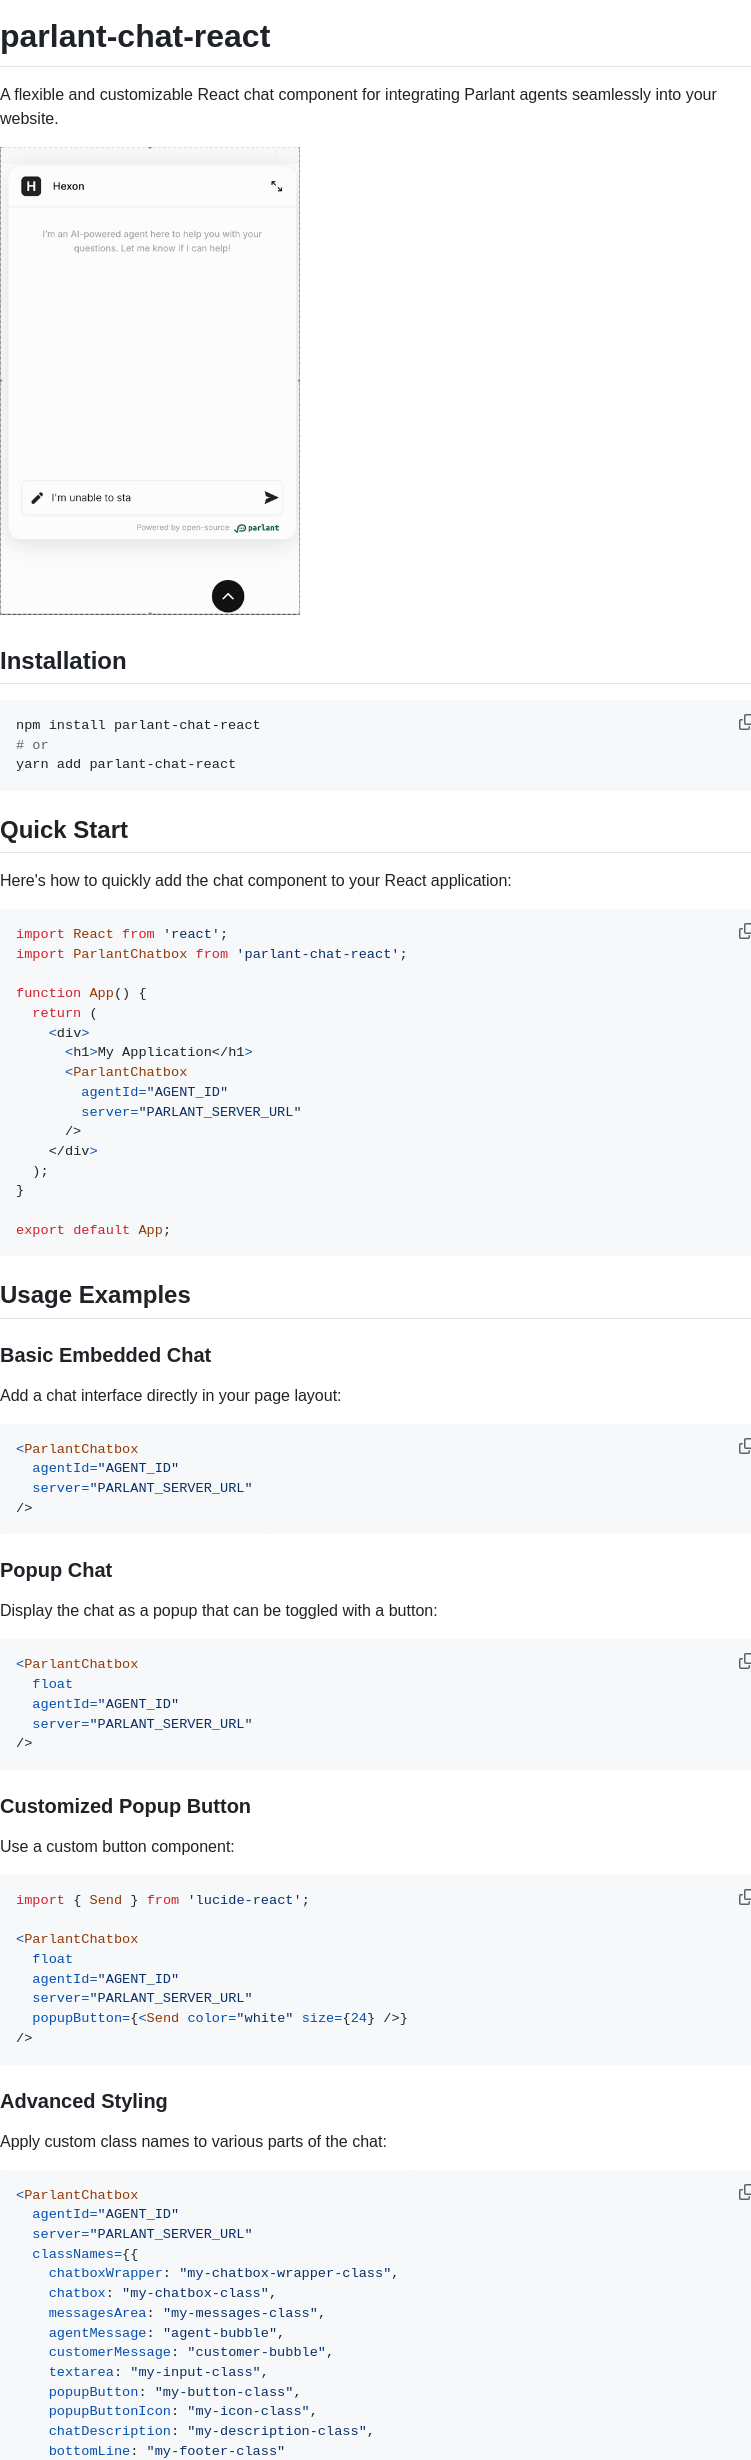 parlant-chat-react
A flexible and customizable React chat component for integrating Parlant agents seamlessly into your
website.
H Hexon
I'm an AI-powered agent here to help you with your
questions. Let me know if I can help!
I'm unable to sta
Powered by open-source parlant
Installation
npm install parlant-chat-react
# or
yarn add parlant-chat-react
Quick Start
Here's how to quickly add the chat component to your React application:
import React from 'react';
import ParlantChatbox from 'parlant-chat-react';
function App() {
  return (
    <div>
      <h1>My Application</h1>
      <ParlantChatbox
        agentId="AGENT_ID"
        server="PARLANT_SERVER_URL"
      />
    </div>
  );
}
export default App;
Usage Examples
Basic Embedded Chat
Add a chat interface directly in your page layout:
<ParlantChatbox
  agentId="AGENT_ID"
  server="PARLANT_SERVER_URL"
/>
Popup Chat
Display the chat as a popup that can be toggled with a button:
<ParlantChatbox
  float
  agentId="AGENT_ID"
  server="PARLANT_SERVER_URL"
/>
Customized Popup Button
Use a custom button component:
import { Send } from 'lucide-react';
<ParlantChatbox
  float
  agentId="AGENT_ID"
  server="PARLANT_SERVER_URL"
  popupButton={<Send color="white" size={24} />}
/>
Advanced Styling
Apply custom class names to various parts of the chat:
<ParlantChatbox
  agentId="AGENT_ID"
  server="PARLANT_SERVER_URL"
  classNames={{
    chatboxWrapper: "my-chatbox-wrapper-class",
    chatbox: "my-chatbox-class",
    messagesArea: "my-messages-class",
    agentMessage: "agent-bubble",
    customerMessage: "customer-bubble",
    textarea: "my-input-class",
    popupButton: "my-button-class",
    popupButtonIcon: "my-icon-class",
    chatDescription: "my-description-class",
    bottomLine: "my-footer-class"